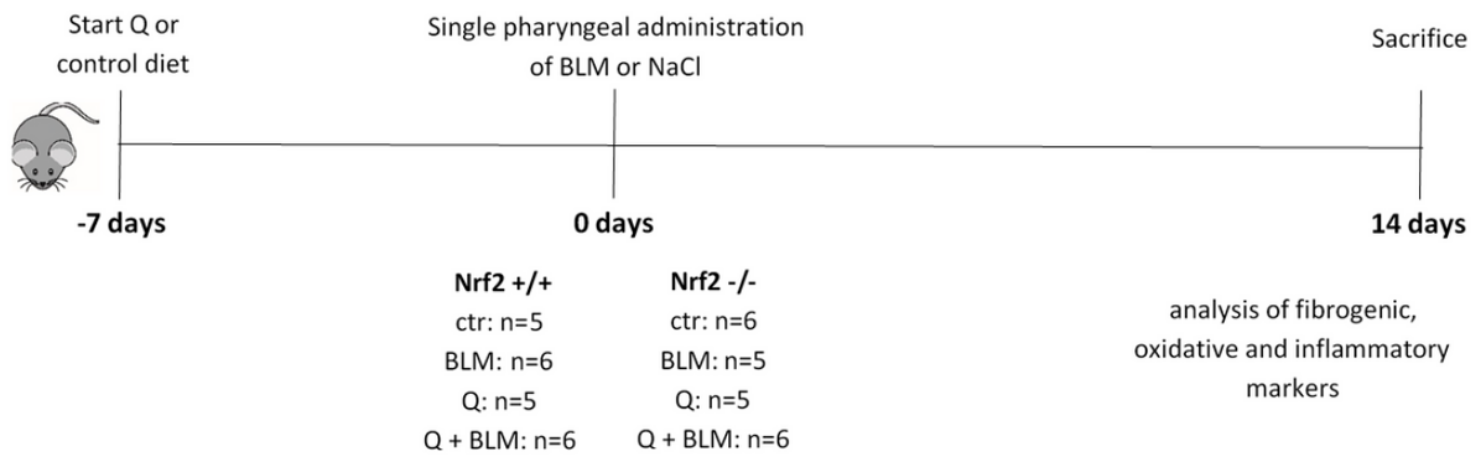 Start Q or
control diet
Single pharyngeal administration
of BLM or NaCl
Sacrifice
-7 days
0 days
14 days
Nrf2 +/+
ctr: n=5
BLM: n=6
Q: n=5
Q + BLM: n=6
Nrf2 -/-
ctr: n=6
BLM: n=5
Q: n=5
Q + BLM: n=6
analysis of fibrogenic,
oxidative and inflammatory
markers